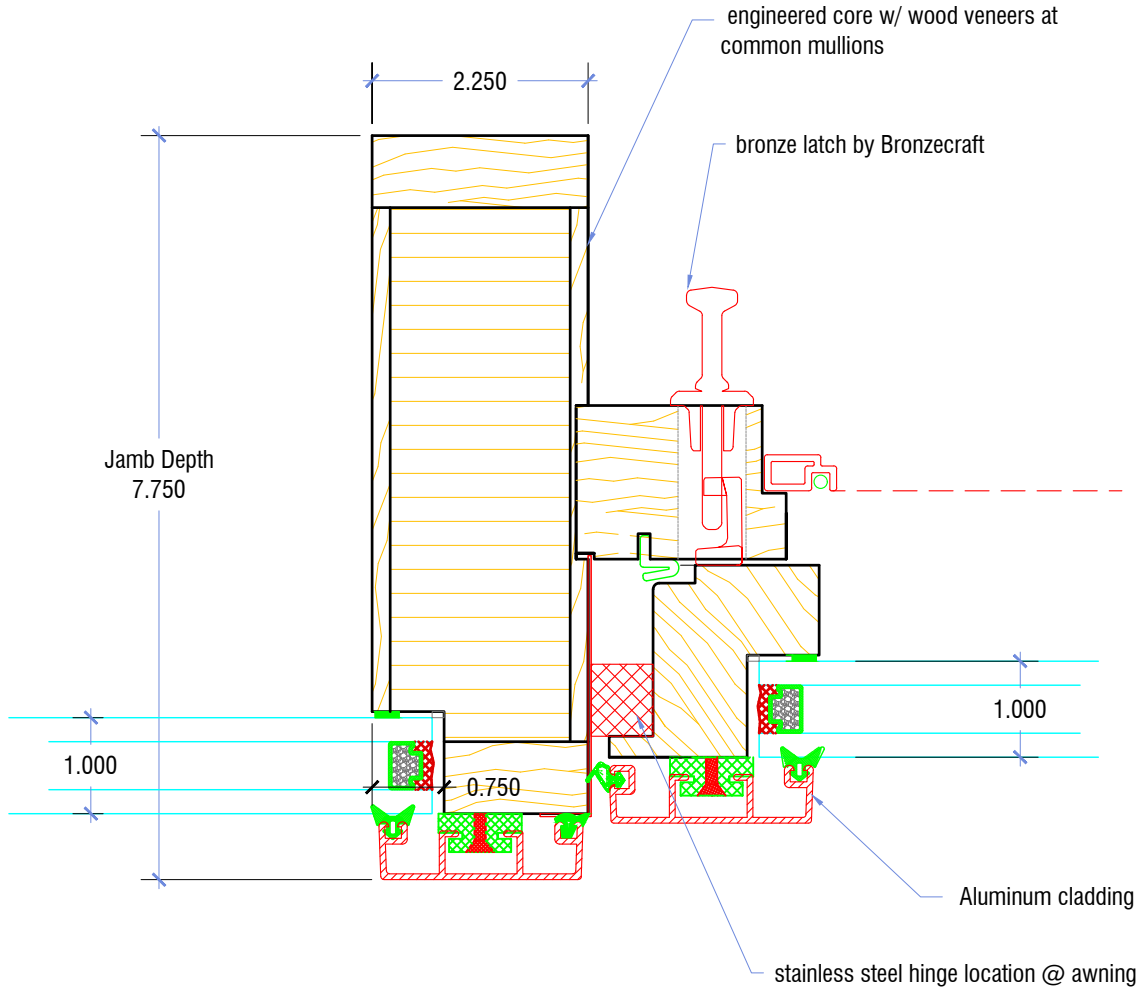 engineered core w/ wood veneers at
common mullions
2.250
bronze latch by Bronzecraft
Jamb Depth
7.750
1.000
1.000
0.750
Aluminum cladding
stainless steel hinge location @ awning